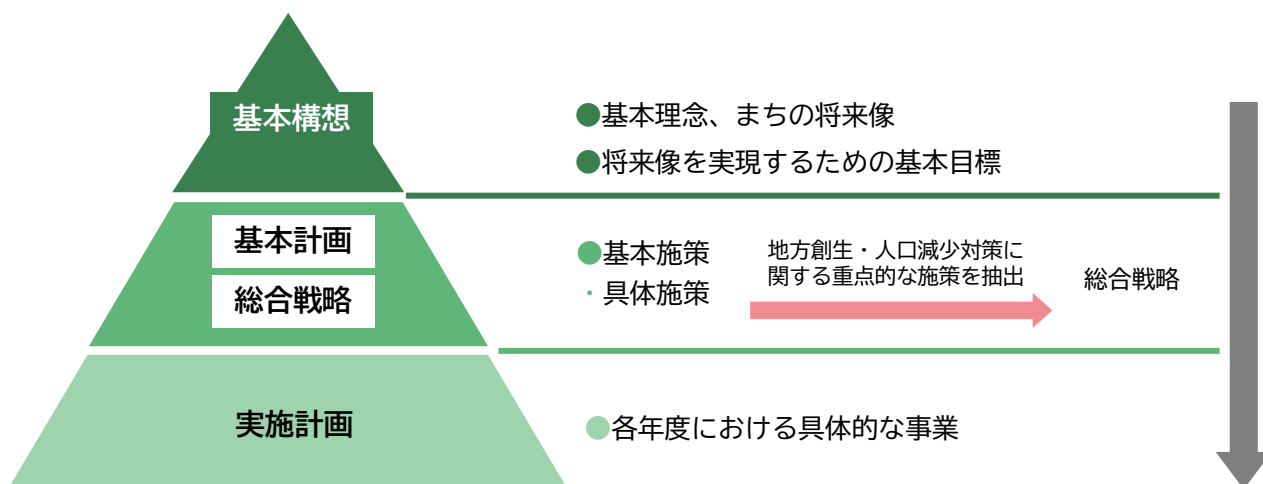 基本構想
●基本理念、まちの将来像
●将来像を実現するための基本目標
基本計画
総合戦略
●基本施策
・具体施策
地方創生・人口減少対策に
関する重点的な施策を抽出
総合戦略
実施計画
●各年度における具体的な事業